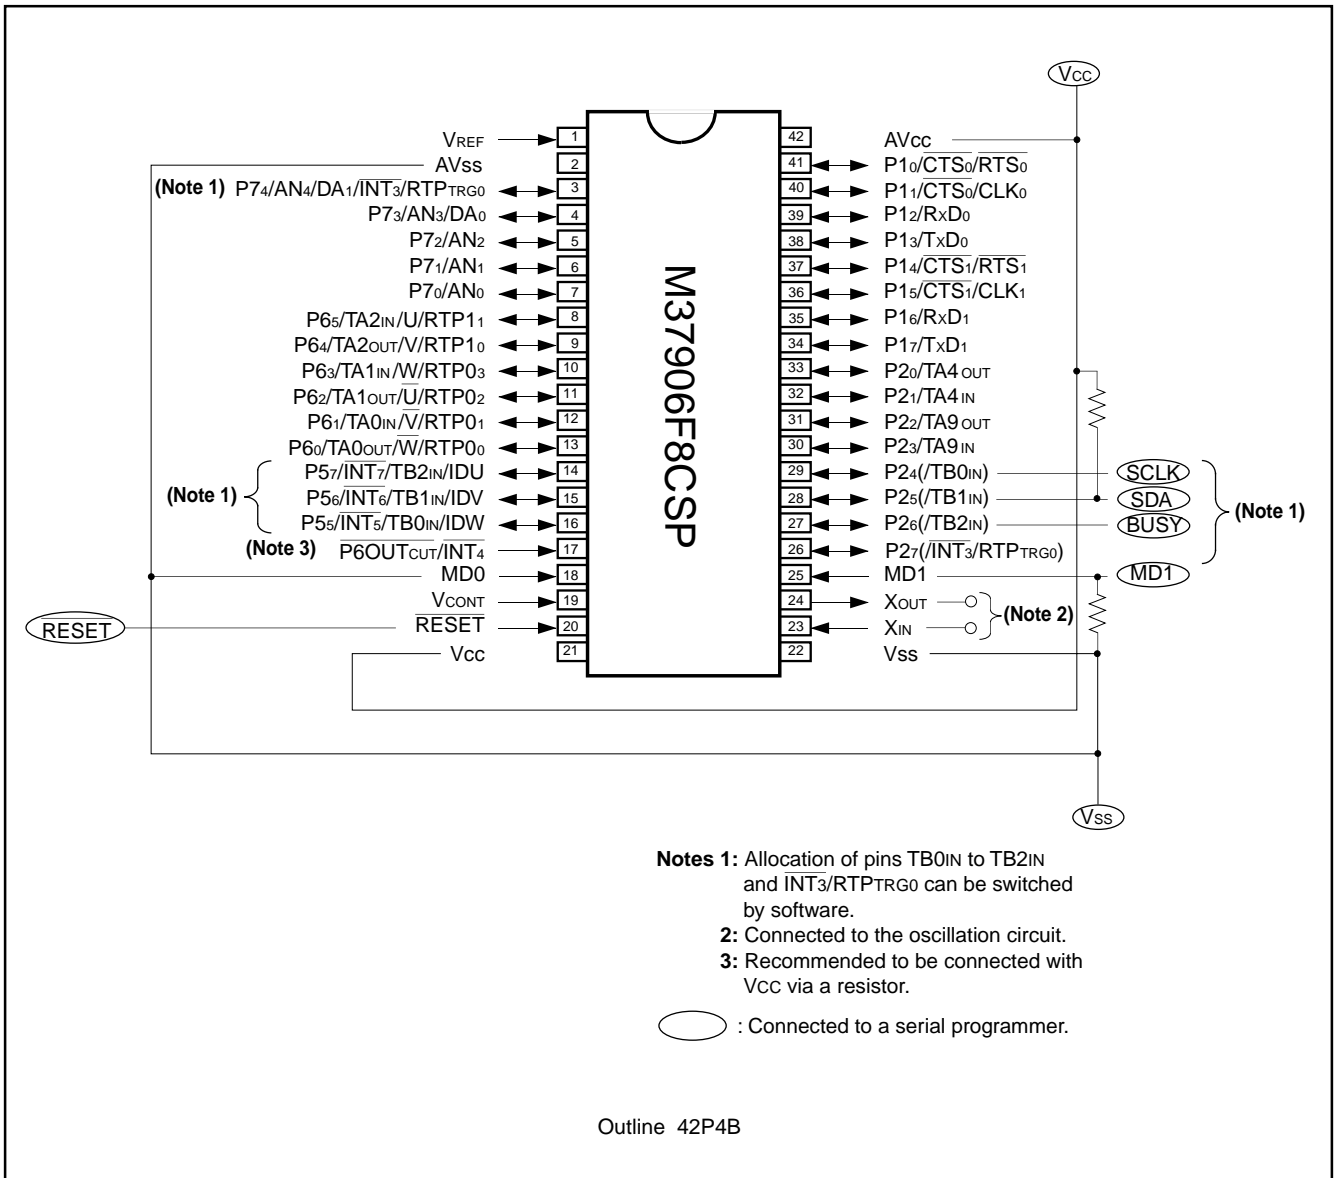 Vcc
VREF 1 42 AVcc
AVss 2 41 P10/CTS0/RTS0
(Note 1) P74/AN4/DA1/INT3/RTPTRG0 3 40 P11/CTS0/CLK0
P73/AN3/DA0 4 39 P12/RxD0
P72/AN2 5 38 P13/TxD0
P71/AN1 6 37 P14/CTS1/RTS1
P70/AN0 7 36 P15/CTS1/CLK1
P65/TA2IN/U/RTP11 8 35 P16/RxD1
P64/TA2OUT/V/RTP10 9 34 P17/TxD1
P63/TA1IN/W/RTP03 10 33 P20/TA4OUT
P62/TA1OUT/U/RTP02 11 32 P21/TA4IN
P61/TA0IN/V/RTP01 12 31 P22/TA9OUT
P60/TA0OUT/W/RTP00 13 30 P23/TA9IN
P57/INT7/TB2IN/IDU 14 29 P24(/TB0IN) SCLK
(Note 1) P56/INT6/TB1IN/IDV 15 28 P25(/TB1IN) SDA (Note 1)
P55/INT5/TB0IN/IDW 16 27 P26(/TB2IN) BUSY
(Note 3) P6OUTCUT/INT4 17 26 P27(/INT3/RTPTRG0)
MD0 18 25 MD1 MD1
VCONT 19 24 XOUT (Note 2)
RESET RESET 20 23 XIN
Vcc 21 22 Vss
M37906F8CSP
Vss
Notes 1: Allocation of pins TB0IN to TB2IN
and INT3/RTPTRG0 can be switched
by software.
2: Connected to the oscillation circuit.
3: Recommended to be connected with
VCC via a resistor.
: Connected to a serial programmer.
Outline 42P4B